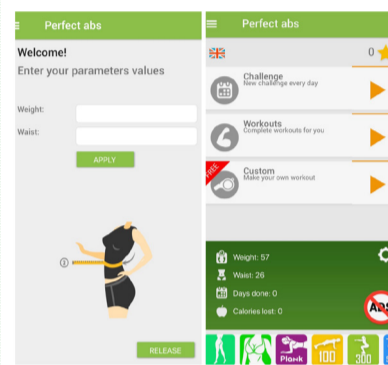 Perfect abs
Welcome!
Enter your parameters values
Weight:
Waist:
APPLY
RELEASE
Perfect abs
0
Challenge
New challenge every day
Workouts
Complete workouts for you
FREE
Custom
Make your own workout
Weight: 57
Waist: 26
Days done: 0
Calories lost: 0
ADS
Plank
100
300